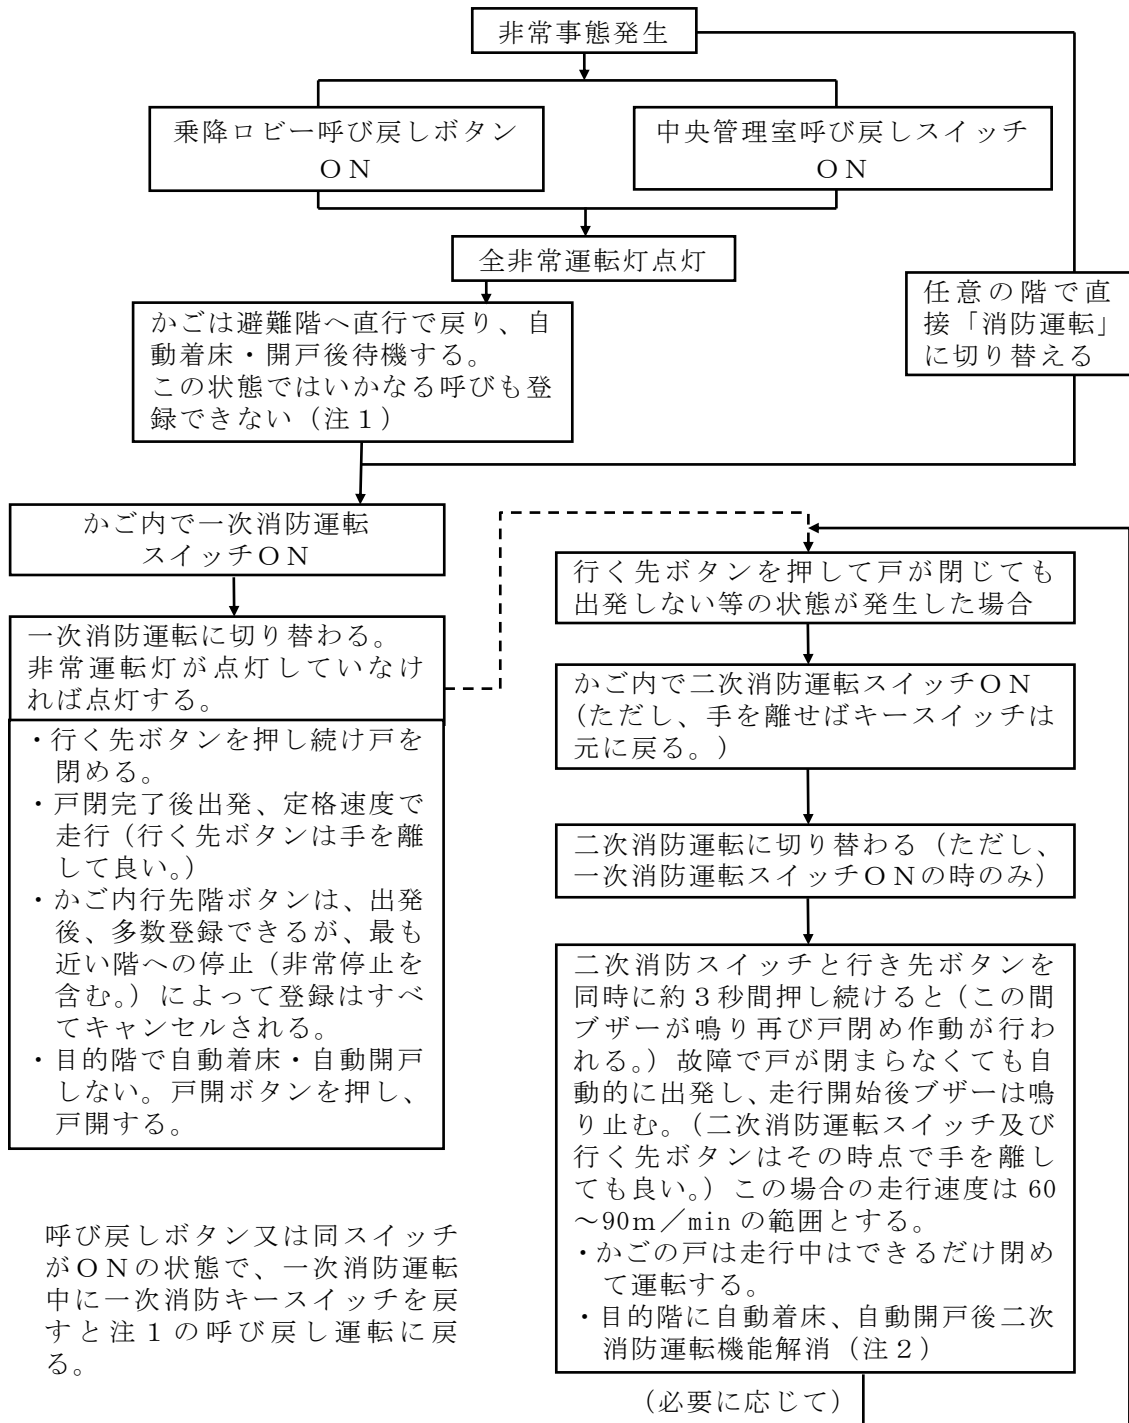 非常事態発生
乗降ロビー呼び戻しボタン
ＯＮ
中央管理室呼び戻しスイッチ
ＯＮ
全非常運転灯点灯
任意の階で直
接「消防運転」
に切り替える
かごは避難階へ直行で戻り、自
動着床・開戸後待機する。
この状態ではいかなる呼びも登
録できない（注１）
かご内で一次消防運転
スイッチＯＮ
一次消防運転に切り替わる。
非常運転灯が点灯していなけ
れば点灯する。
・行く先ボタンを押し続け戸を
閉める。
・戸閉完了後出発、定格速度で
走行（行く先ボタンは手を離
して良い。）
・かご内行先階ボタンは、出発
後、多数登録できるが、最も
近い階への停止（非常停止を
含む。）によって登録はすべ
てキャンセルされる。
・目的階で自動着床・自動開戸
しない。戸開ボタンを押し、
戸開する。
呼び戻しボタン又は同スイッチ
がＯＮの状態で、一次消防運転
中に一次消防キースイッチを戻
すと注１の呼び戻し運転に戻
る。
行く先ボタンを押して戸が閉じても
出発しない等の状態が発生した場合
かご内で二次消防運転スイッチＯＮ
（ただし、手を離せばキースイッチは
元に戻る。）
二次消防運転に切り替わる（ただし、
一次消防運転スイッチＯＮの時のみ）
二次消防スイッチと行き先ボタンを
同時に約３秒間押し続けると（この間
ブザーが鳴り再び戸閉め作動が行わ
れる。）故障で戸が閉まらなくても自
動的に出発し、走行開始後ブザーは鳴
り止む。（二次消防運転スイッチ及び
行く先ボタンはその時点で手を離し
ても良い。）この場合の走行速度は 60
～90ｍ／min の範囲とする。
・かごの戸は走行中はできるだけ閉め
て運転する。
・目的階に自動着床、自動開戸後二次
消防運転機能解消（注２）
（必要に応じて）